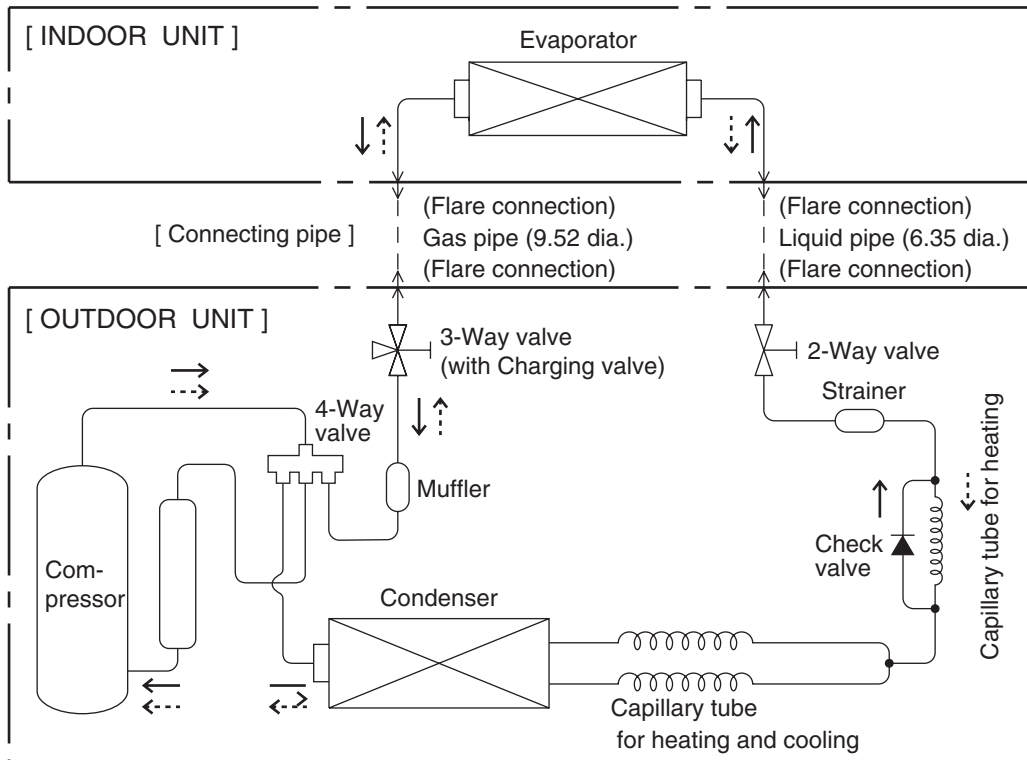 [ INDOOR UNIT ]
Evaporator
[ Connecting pipe ]
(Flare connection)
Gas pipe (9.52 dia.)
(Flare connection)
(Flare connection)
Liquid pipe (6.35 dia.)
(Flare connection)
[ OUTDOOR UNIT ]
3-Way valve
(with Charging valve)
2-Way valve
4-Way
valve
Strainer
Muffler
Capillary tube for heating
Check
valve
Com-
pressor
Condenser
Capillary tube
for heating and cooling